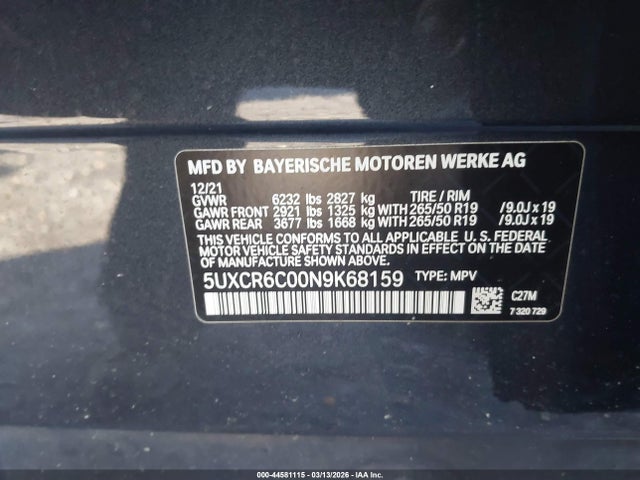 MFD BY BAYERISCHE MOTOREN WERKE AG
12/21
GVWR 6232 lbs 2827 kg TIRE / RIM
GAWR FRONT 2921 lbs 1325 kg WITH 265/50 R19 /9.0J x 19
GAWR REAR 3677 lbs 1668 kg WITH 265/50 R19 /9.0J x 19
THIS VEHICLE CONFORMS TO ALL APPLICABLE U. S. FEDERAL
MOTOR VEHICLE SAFETY STANDARDS IN EFFECT ON THE DATE
OF MANUFACTURE SHOWN ABOVE.
5UXCR6C00N9K68159 TYPE: MPV
C27M
7 320 729
000-44581115 | 03/13/2026 | IAA Inc.